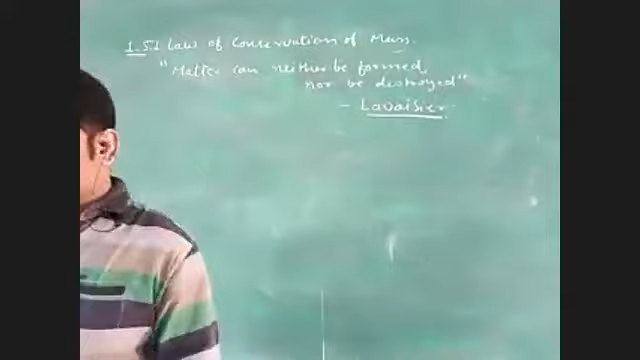 1.5.1 Law of Conservation of Mass.
"Matter can neither be formed
nor be destroyed"
- Lavaisier